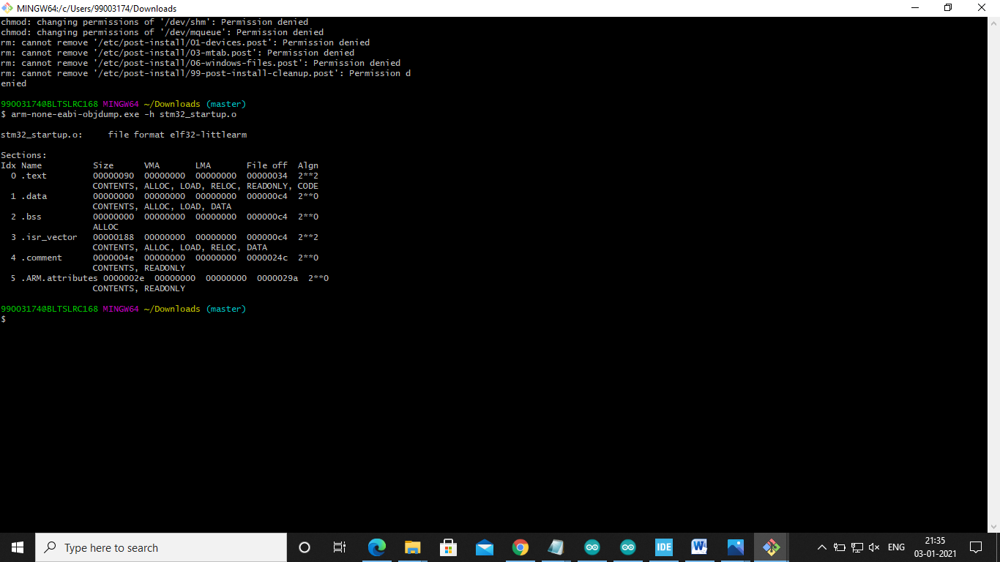 MINGW64:/c/Users/99003174/Downloads
chmod: changing permissions of '/dev/shm': Permission denied
chmod: changing permissions of '/dev/mqueue': Permission denied
rm: cannot remove '/etc/post-install/01-devices.post': Permission denied
rm: cannot remove '/etc/post-install/03-mtab.post': Permission denied
rm: cannot remove '/etc/post-install/06-windows-files.post': Permission denied
rm: cannot remove '/etc/post-install/99-post-install-cleanup.post': Permission d
enied
99003174@BLTSLRC168 MINGW64 ~/Downloads (master)
$ arm-none-eabi-objdump.exe -h stm32_startup.o
stm32_startup.o:     file format elf32-littlearm
Sections:
Idx Name          Size      VMA       LMA       File off  Algn
  0 .text         00000090  00000000  00000000  00000034  2**2
                  CONTENTS, ALLOC, LOAD, RELOC, READONLY, CODE
  1 .data         00000000  00000000  00000000  000000c4  2**0
                  CONTENTS, ALLOC, LOAD, DATA
  2 .bss          00000000  00000000  00000000  000000c4  2**0
                  ALLOC
  3 .isr_vector   00000188  00000000  00000000  000000c4  2**2
                  CONTENTS, ALLOC, LOAD, RELOC, DATA
  4 .comment      0000004e  00000000  00000000  0000024c  2**0
                  CONTENTS, READONLY
  5 .ARM.attributes 0000002e  00000000  00000000  0000029a  2**0
                  CONTENTS, READONLY
99003174@BLTSLRC168 MINGW64 ~/Downloads (master)
$
Type here to search
IDE
W
ENG
21:35
03-01-2021